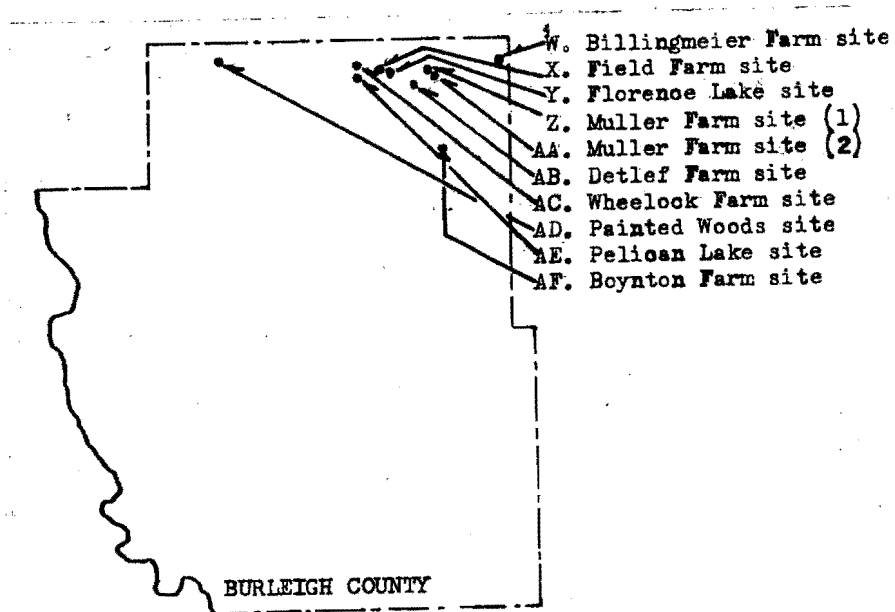 W. Billingmeier Farm site
X. Field Farm site
Y. Florence Lake site
Z. Muller Farm site (1)
AA. Muller Farm site (2)
AB. Detlef Farm site
AC. Wheelock Farm site
AD. Painted Woods site
AE. Pelican Lake site
AF. Boynton Farm site
BURLEIGH COUNTY